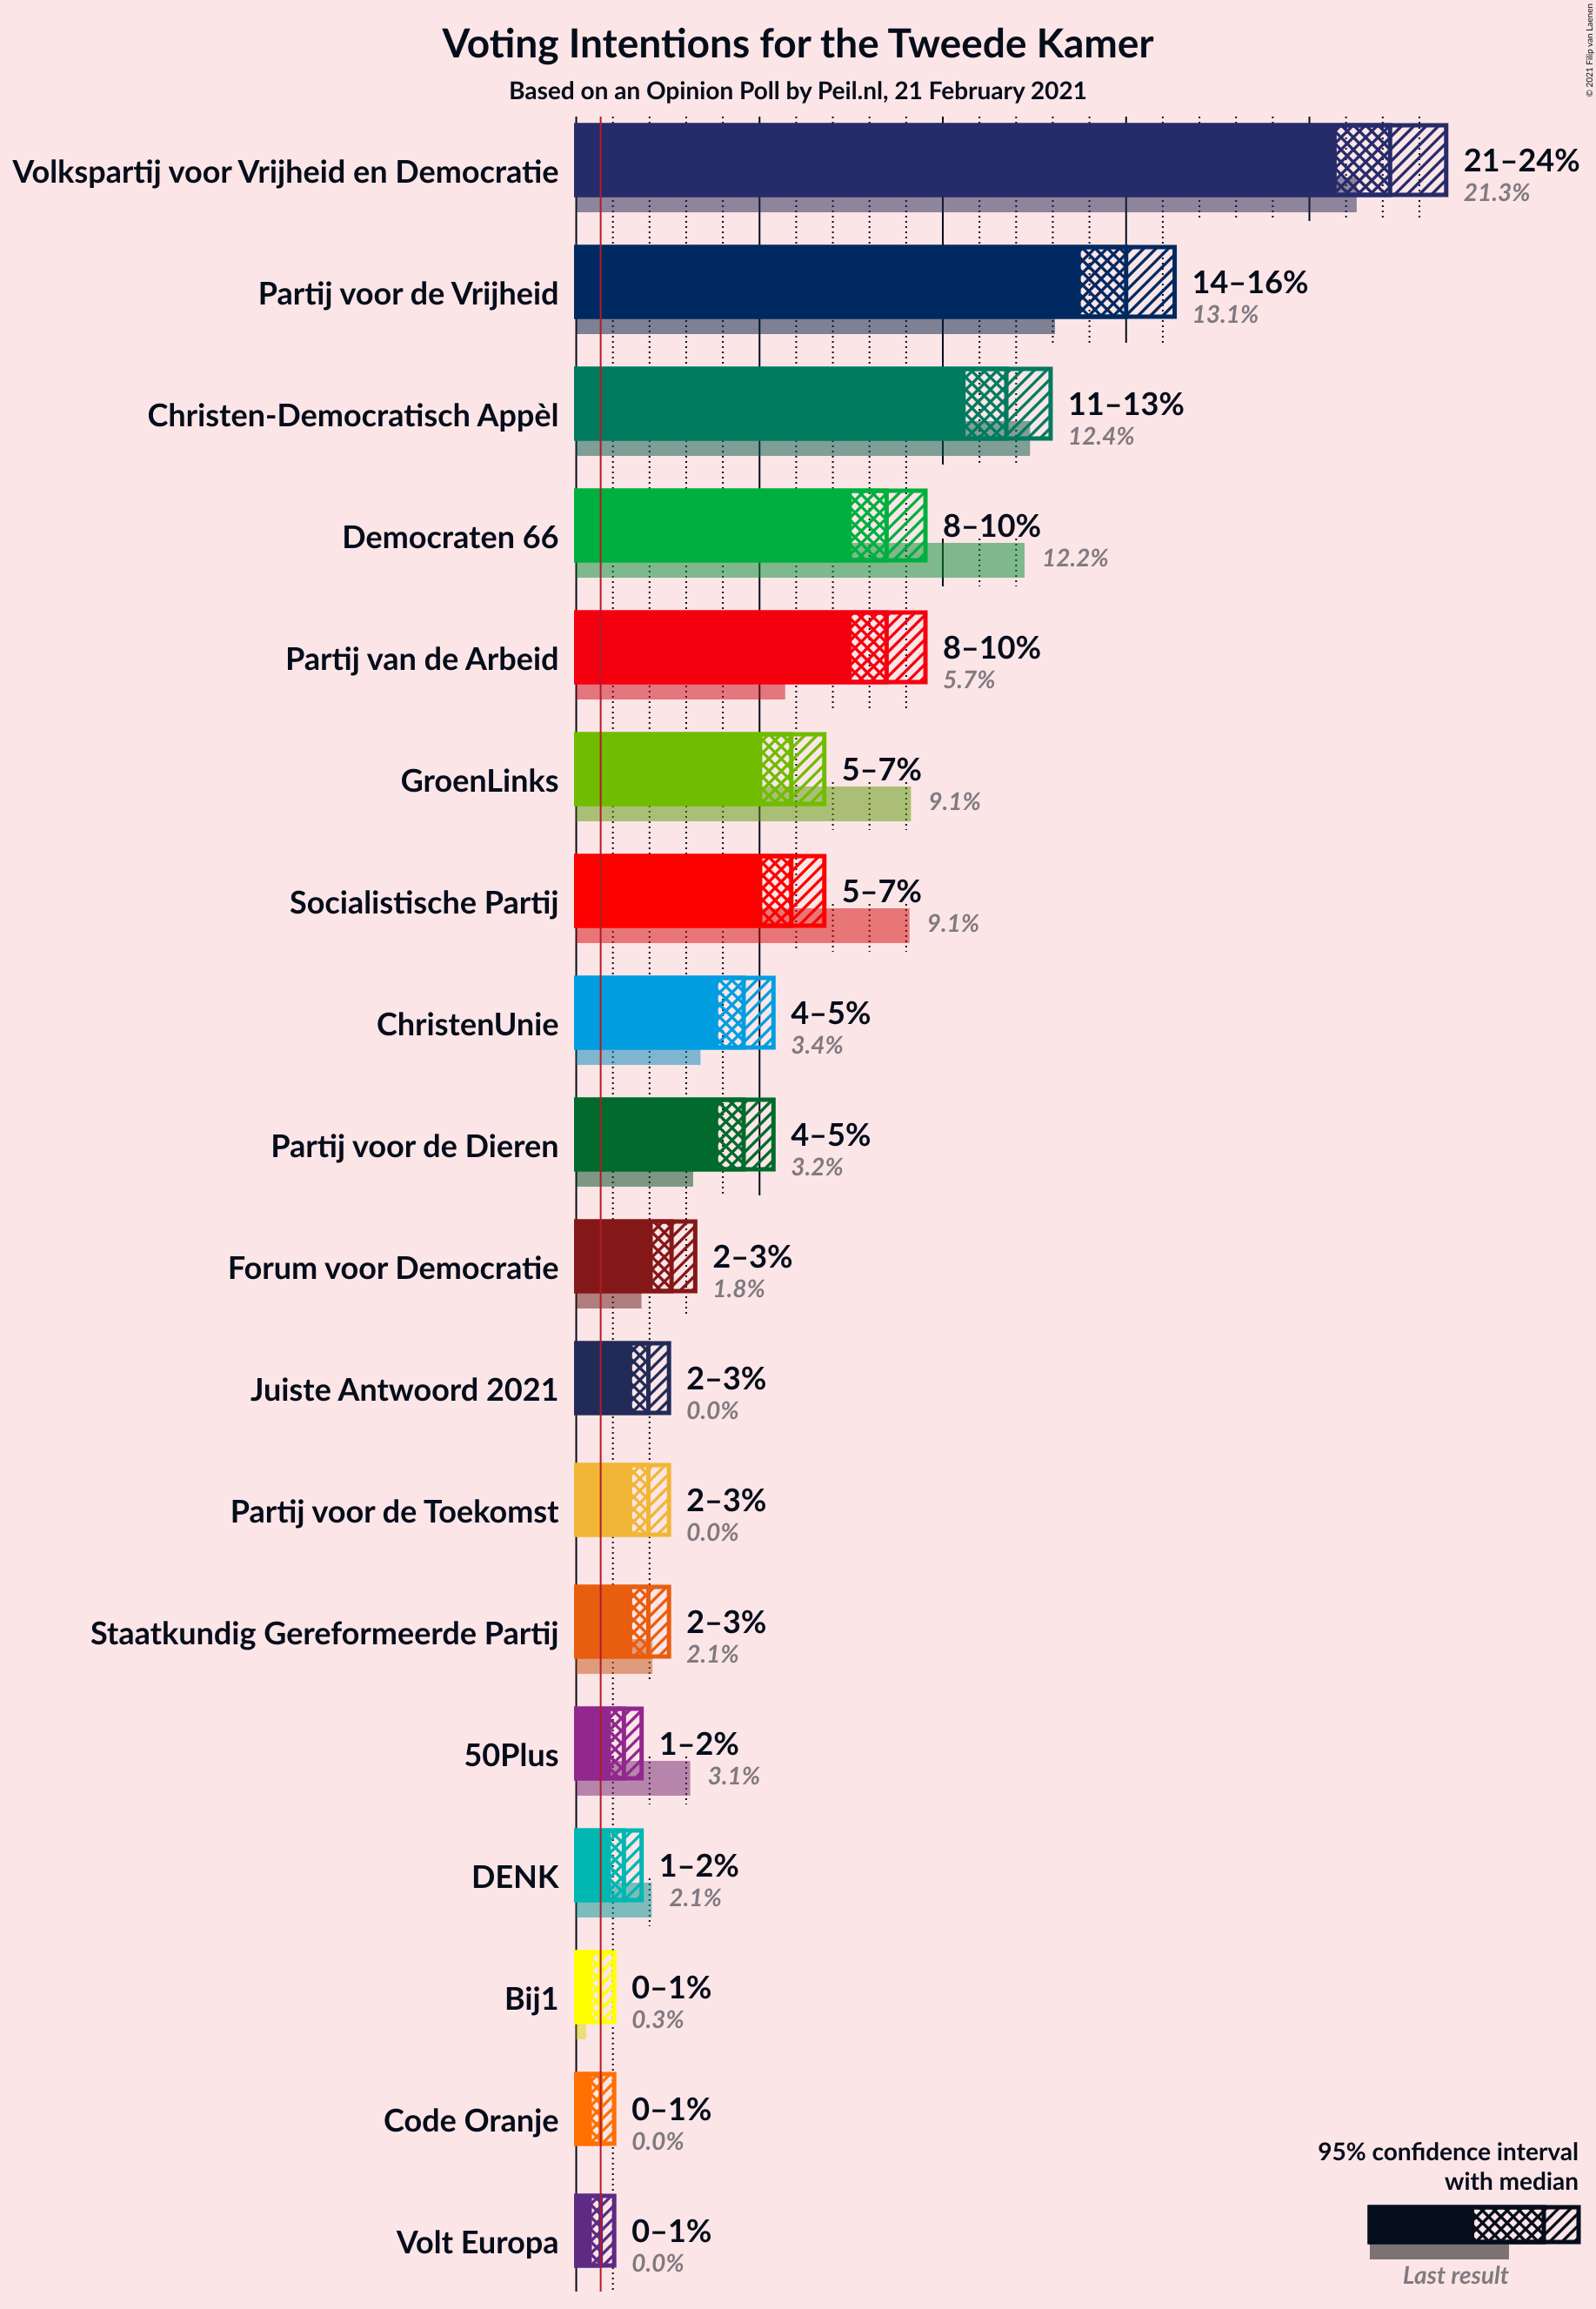 Voting Intentions for the Tweede Kamer
Based on an Opinion Poll by Peil.nl, 21 February 2021
© 2021 Filip van Laenen
Volkspartij voor Vrijheid en Democratie
21–24%
21.3%
Partij voor de Vrijheid
14–16%
13.1%
Christen-Democratisch Appèl
11–13%
12.4%
Democraten 66
8–10%
12.2%
Partij van de Arbeid
8–10%
5.7%
GroenLinks
5–7%
9.1%
Socialistische Partij
5–7%
9.1%
ChristenUnie
4–5%
3.4%
Partij voor de Dieren
4–5%
3.2%
Forum voor Democratie
2–3%
1.8%
Juiste Antwoord 2021
2–3%
0.0%
Partij voor de Toekomst
2–3%
0.0%
Staatkundig Gereformeerde Partij
2–3%
2.1%
50Plus
1–2%
3.1%
DENK
1–2%
2.1%
Bij1
0–1%
0.3%
Code Oranje
0–1%
0.0%
Volt Europa
0–1%
0.0%
95% confidence interval
with median
Last result